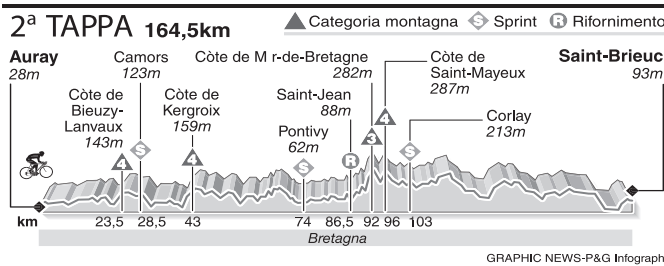 2ª TAPPA 164,5km
Categoria montagna
S Sprint
R Rifornimento
Auray
28m
Camors
123m
Côte de M r-de-Bretagne
282m
Côte de
Saint-Mayeux
287m
Saint-Brieuc
93m
Côte de
Bieuzy-
Lanvaux
143m
Côte de
Kergroix
159m
Saint-Jean
88m
Pontivy
62m
Corlay
213m
4
S
4
S
R
3
4
S
km
23,5
28,5
43
74
86,5
92
96
103
Bretagna
GRAPHIC NEWS-P&G Infograph